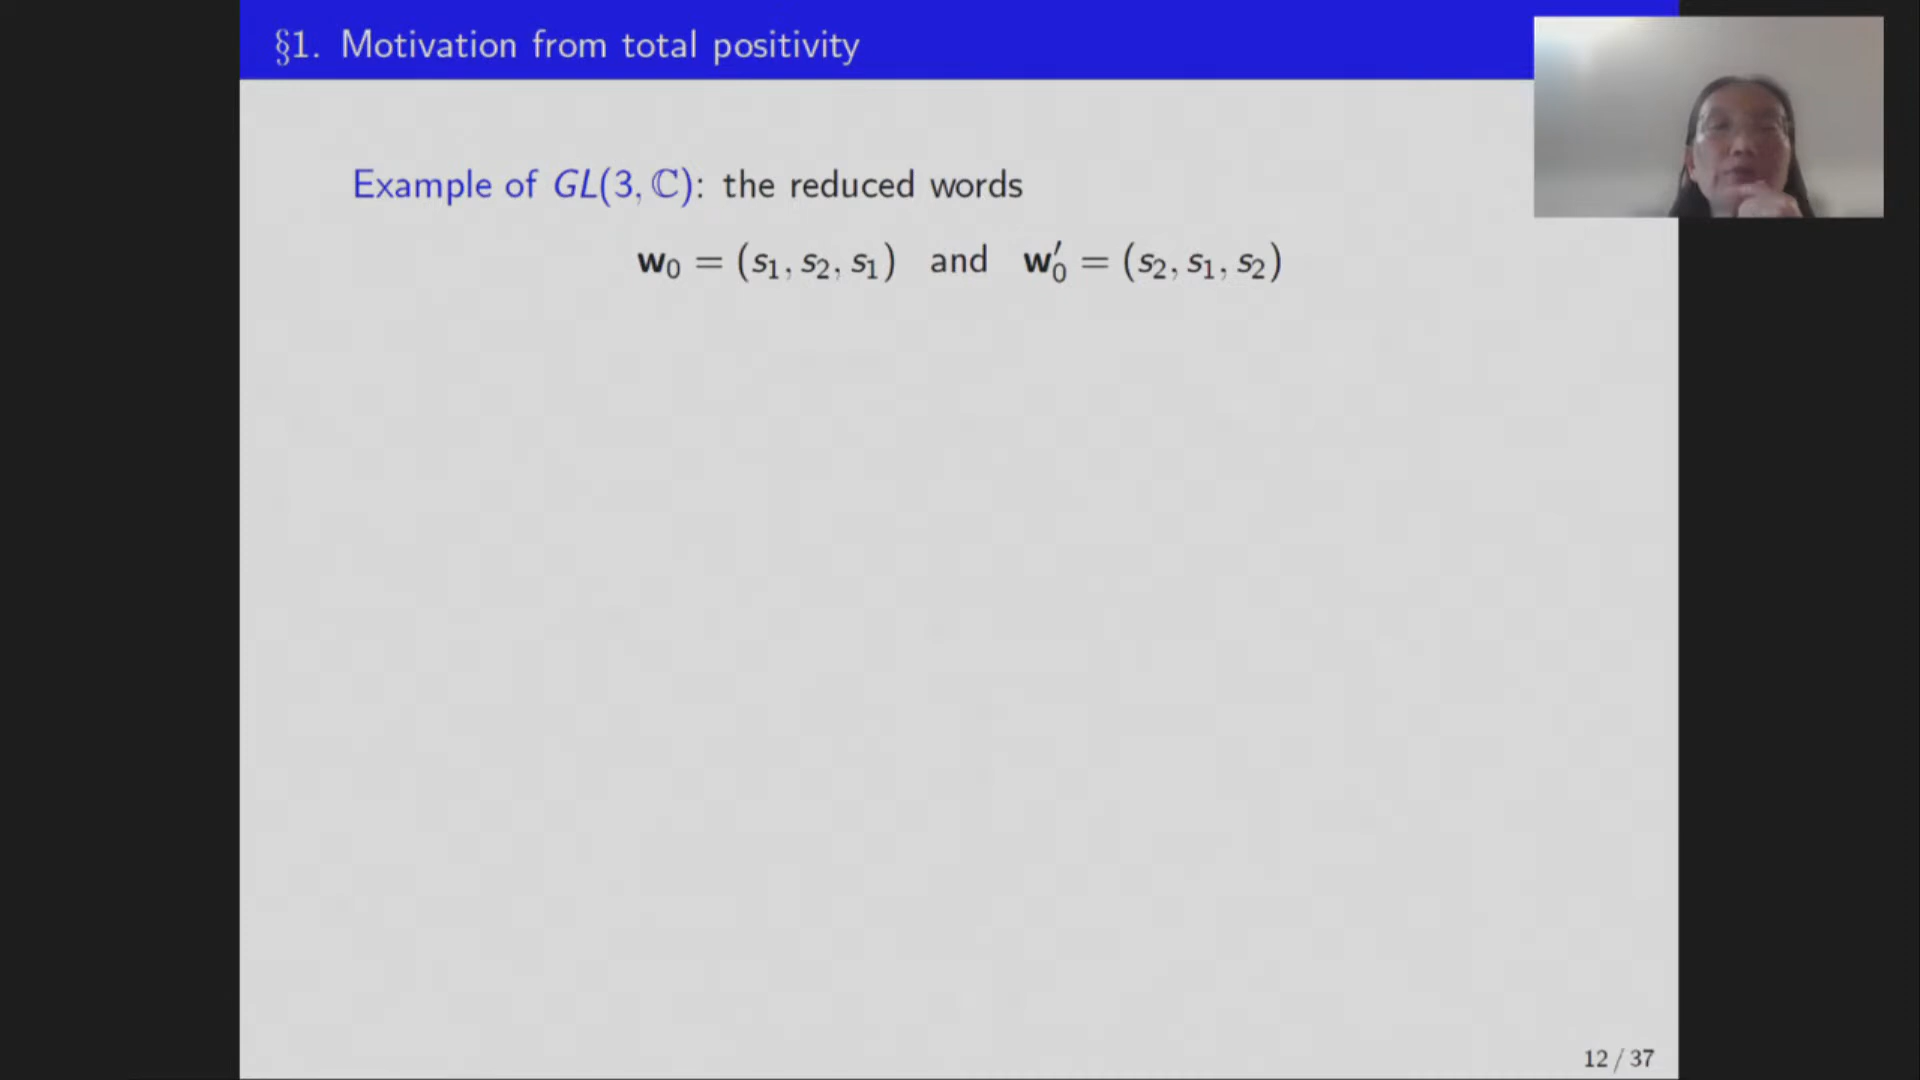 §1. Motivation from total positivity
Example of GL(3, ℂ): the reduced words
w₀ = (s₁, s₂, s₁) and w₀′ = (s₂, s₁, s₂)
12 / 37